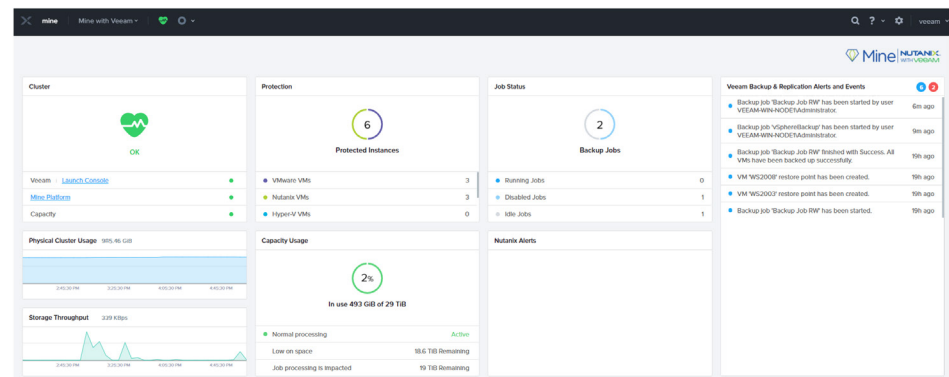 mine
Mine with Veeam
?
veeam
Mine NUTANIX.
WITH VEEAM
Cluster
OK
Veeam Launch Console
Mine Platform
Capacity
Protection
6
Protected Instances
VMware VMs 3
Nutanix VMs 3
Hyper-V VMs 0
Job Status
2
Backup Jobs
Running Jobs 0
Disabled Jobs 1
Idle Jobs 1
Veeam Backup & Replication Alerts and Events 6 2
Backup job 'Backup Job RW' has been started by user 6m ago
VEEAM-WIN-NODE1\Administrator.
Backup job 'vSphereBackup' has been started by user 9m ago
VEEAM-WIN-NODE1\Administrator.
Backup job 'Backup Job RW' finished with Success. All 19h ago
VMs have been backed up successfully.
VM 'WS2008' restore point has been created. 19h ago
VM 'WS2003' restore point has been created. 19h ago
Backup job 'Backup Job RW' has been started. 19h ago
Physical Cluster Usage 995.46 GiB
2:45:30 PM 3:25:30 PM 4:05:30 PM 4:45:30 PM
Storage Throughput 339 KBps
2:45:30 PM 3:25:30 PM 4:05:30 PM 4:45:30 PM
Capacity Usage
2%
In use 493 GiB of 29 TiB
Normal processing Active
Low on space 18.6 TiB Remaining
Job processing is impacted 19 TiB Remaining
Nutanix Alerts